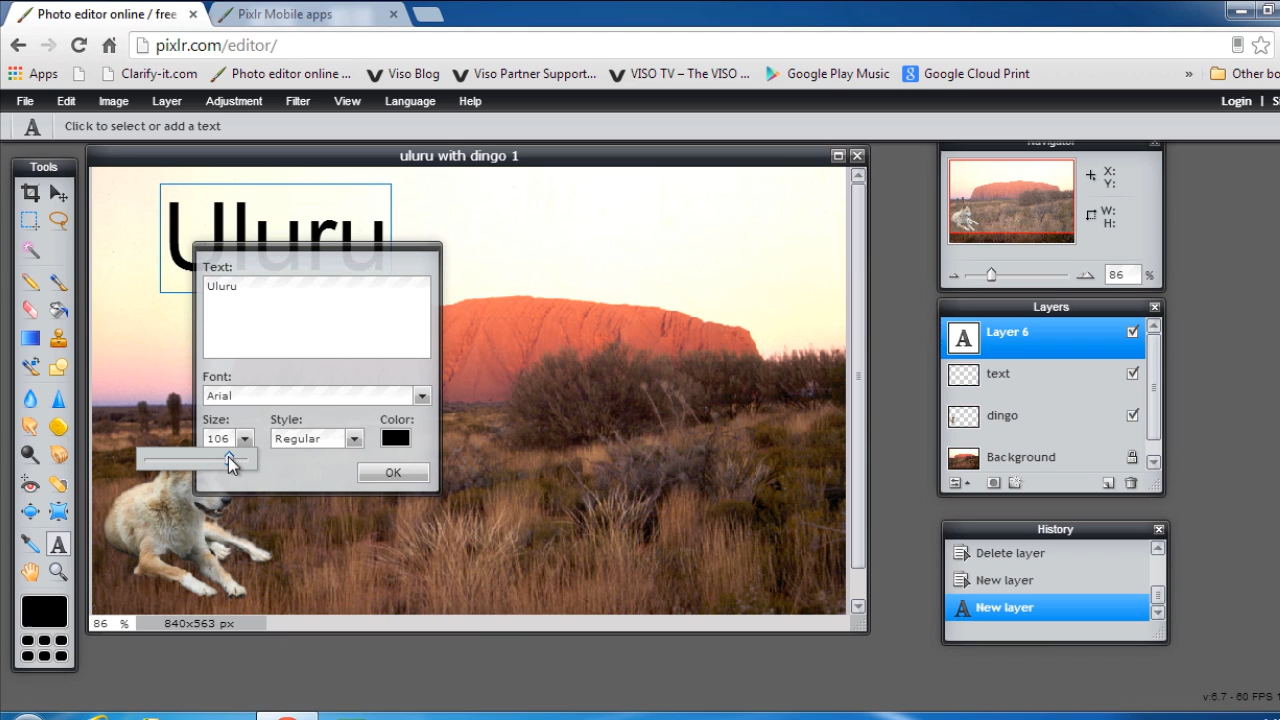 Photo editor online / free
Pixlr Mobile apps
pixlr.com/editor/
Apps
Clarify-it.com
Photo editor online ...
Viso Blog
Viso Partner Support...
VISO TV – The VISO ...
Google Play Music
Google Cloud Print
»
Other bo
File Edit Image Layer Adjustment Filter View Language Help
Login |
A
Click to select or add a text
Tools
uluru with dingo 1
Uluru
Text:
Uluru
Font:
Arial
Size: Style: Color:
106 Regular
OK
86 % 840x563 px
Navigator
X:
Y:
W:
H:
86 %
Layers
A Layer 6
text
dingo
Background
History
Delete layer
New layer
A New layer
v:6.7 - 60 FPS